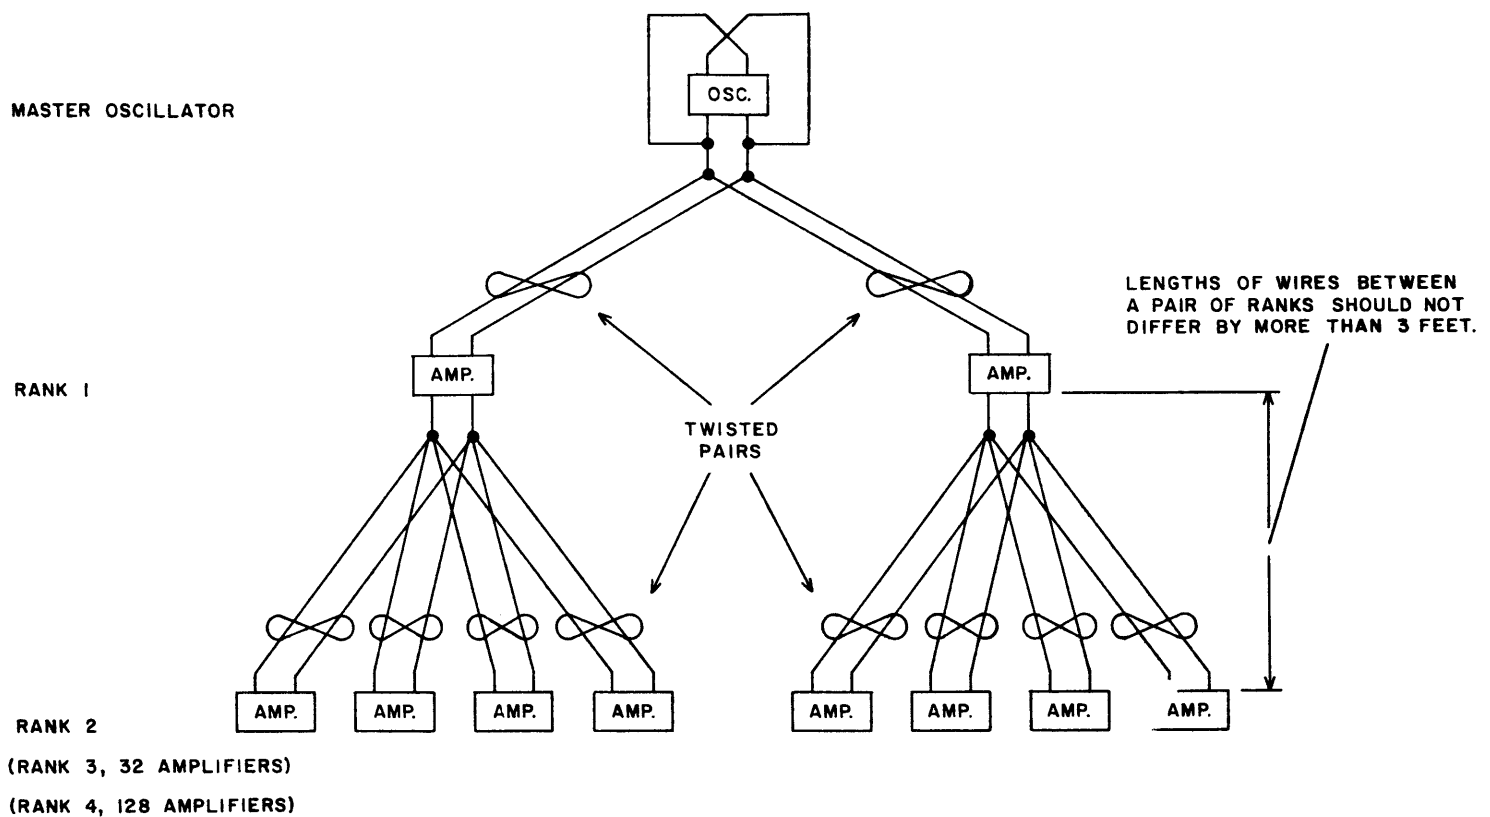 OSC.
MASTER OSCILLATOR
LENGTHS OF WIRES BETWEEN
A PAIR OF RANKS SHOULD NOT
DIFFER BY MORE THAN 3 FEET.
AMP.
AMP.
RANK 1
TWISTED
PAIRS
AMP.
AMP.
AMP.
AMP.
AMP.
AMP.
AMP.
AMP.
RANK 2
(RANK 3, 32 AMPLIFIERS)
(RANK 4, 128 AMPLIFIERS)